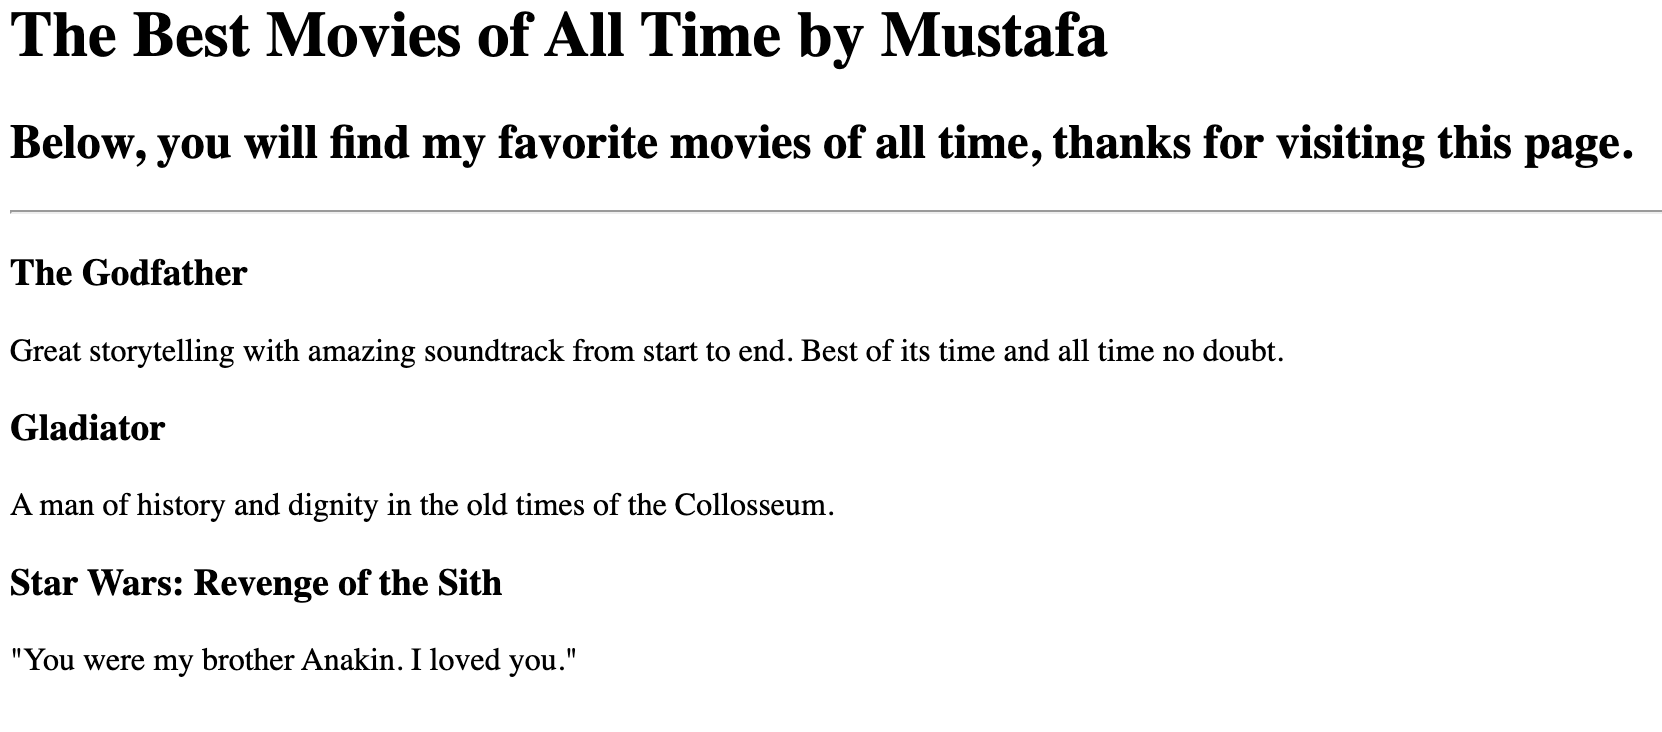 The Best Movies of All Time by Mustafa
Below, you will find my favorite movies of all time, thanks for visiting this page.
The Godfather
Great storytelling with amazing soundtrack from start to end. Best of its time and all time no doubt.
Gladiator
A man of history and dignity in the old times of the Collosseum.
Star Wars: Revenge of the Sith
"You were my brother Anakin. I loved you."